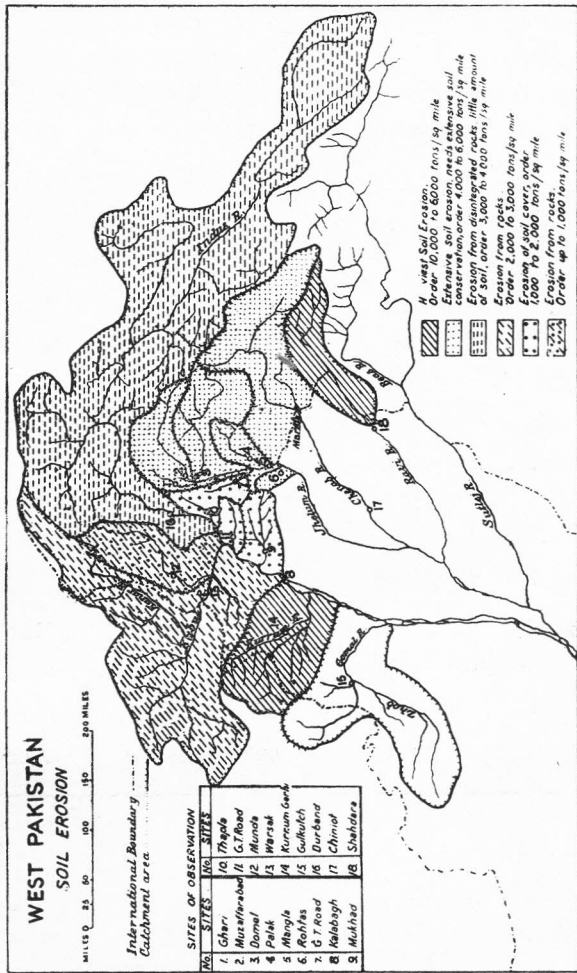 WEST PAKISTAN
SOIL EROSION
MILES 0 25 50 100 150 200 MILES
International Boundary
Catchment area
SITES OF OBSERVATION
No. SITES No. SITES
1. Ghari 10. Thapla
2. Muzaffarabad 11. G.T. Road
3. Domel 12. Munda
4. Palak 13. Warsak
5. Mangla 14. Kurram Garhi
6. Rohtas 15. Gulkutch
7. G.T. Road 16. Durband
8. Kalabagh 17. Chiniot
9. Mukhad 18. Shahdara
Indus R.
Kurram R.
Gomal R.
Zhob
Jhelum R.
Chenab R.
Marala
Ravi R.
Beas R.
Sutlej R.
Soil Erosion.
Order 10,000 to 6,000 tons/sq mile
Extensive soil erosion, needs extensive soil
conservation, order 4,000 to 6,000 tons/sq mile
Erosion from disintegrated rocks little amount
of soil, order 3,000 to 4,000 tons/sq mile
Erosion from rocks.
Order 2,000 to 3,000 tons/sq mile
Erosion of soil cover, order
1,000 to 2,000 tons/sq mile
Erosion from rocks.
Order up to 1,000 tons/sq mile